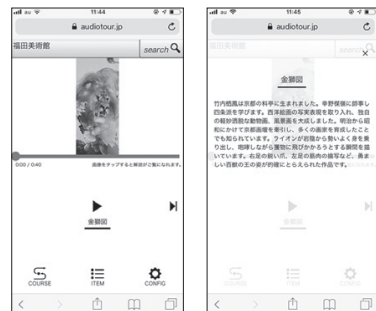 au 11:44
audiotour.jp
福田美術館
search
0:00 / 0:40
画像をタップすると解説がご覧になれます。
金獅図
COURSE
ITEM
CONFIG
au 11:45
audiotour.jp
福田美術館
search
×
金獅図
竹内栖鳳は京都の料亭に生まれました。幸野楳嶺に師事し
四条派を学びます。西洋絵画の写実表現を取り入れ、独自
の軽妙洒脱な動物画、風景画を大成しました。明治から昭
和にかけて京都画壇を牽引し、多くの画家を育成したこと
でも知られています。ライオンが岩陰から勢いよく身を乗
り出し、咆哮しながら獲物に飛びかかろうとする瞬間を描
いています。右足の鋭い爪、左足の筋肉の描写など、勇ま
しい百獣の王の姿が的確にとらえられた作品です。
金獅図
COURSE
ITEM
CONFIG